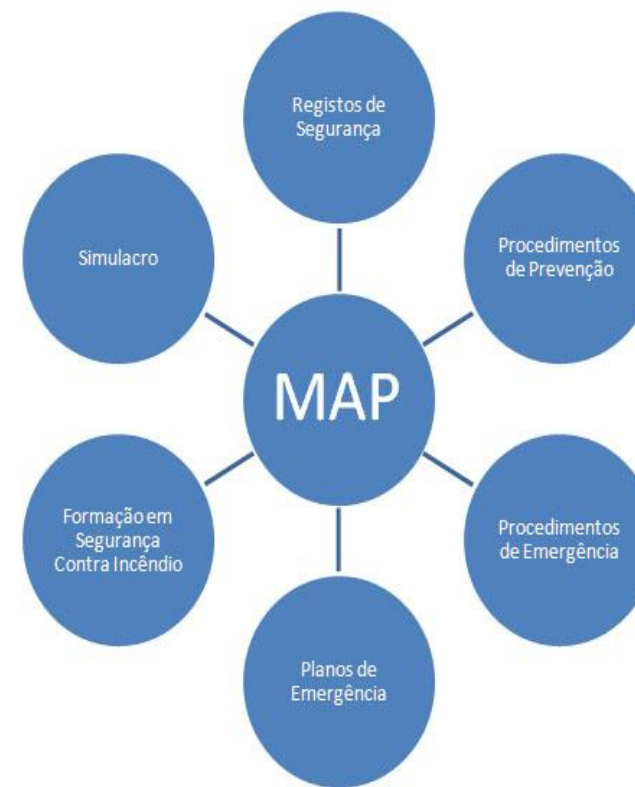 Registos de
Segurança
Simulacro
Procedimentos
de Prevenção
MAP
Formação em
Segurança
Contra Incêndio
Procedimentos
de Emergência
Planos de
Emergência